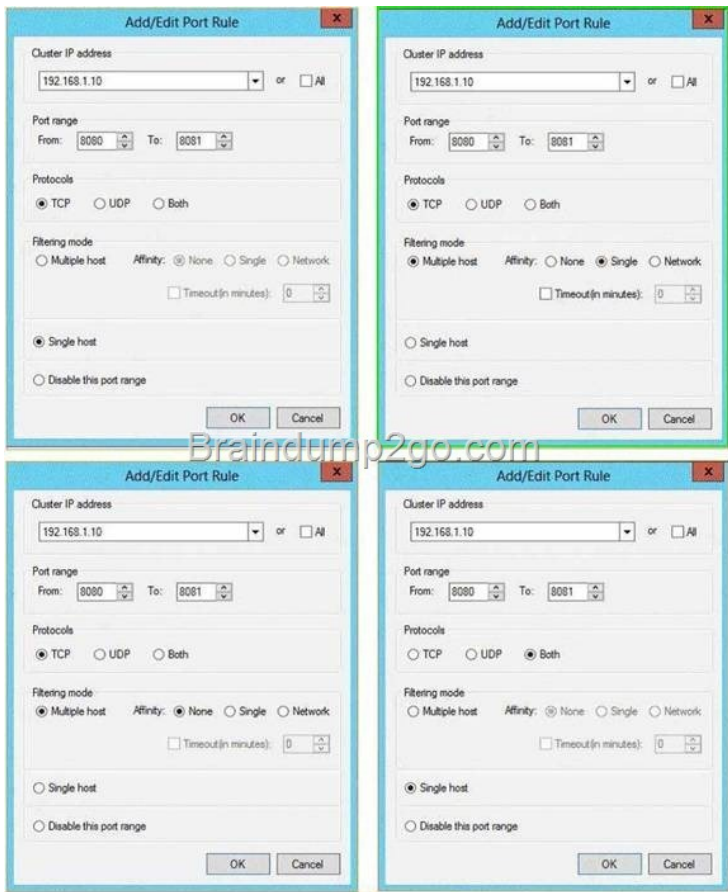 Add/Edit Port Rule
x
Cluster IP address
192.168.1.10
or
All
Port range
From: 8080 To: 8081
Protocols
TCP UDP Both
Filtering mode
Multiple host Affinity: None Single Network
Timeout(in minutes): 0
Single host
Disable this port range
OK Cancel
Add/Edit Port Rule
x
Cluster IP address
192.168.1.10
or
All
Port range
From: 8080 To: 8081
Protocols
TCP UDP Both
Filtering mode
Multiple host Affinity: None Single Network
Timeout(in minutes): 0
Single host
Disable this port range
OK Cancel
Braindump2go.com
Add/Edit Port Rule
x
Cluster IP address
192.168.1.10
or
All
Port range
From: 8080 To: 8081
Protocols
TCP UDP Both
Filtering mode
Multiple host Affinity: None Single Network
Timeout(in minutes): 0
Single host
Disable this port range
OK Cancel
Add/Edit Port Rule
x
Cluster IP address
192.168.1.10
or
All
Port range
From: 8080 To: 8081
Protocols
TCP UDP Both
Filtering mode
Multiple host Affinity: None Single Network
Timeout(in minutes): 0
Single host
Disable this port range
OK Cancel